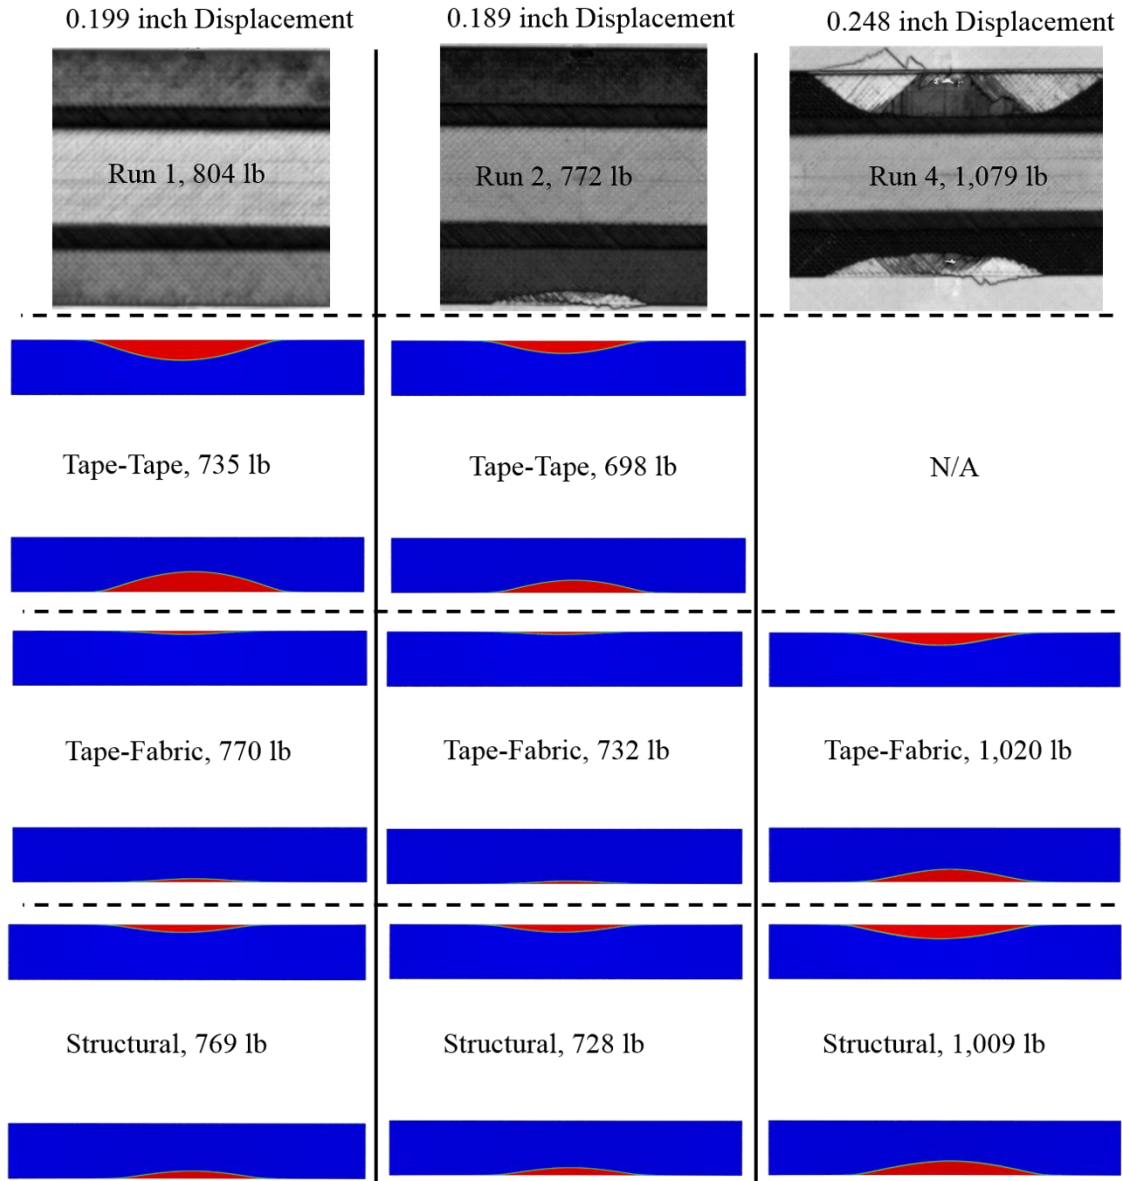 0.199 inch Displacement
0.189 inch Displacement
0.248 inch Displacement
Run 1, 804 lb
Run 2, 772 lb
Run 4, 1,079 lb
Tape-Tape, 735 lb
Tape-Tape, 698 lb
N/A
Tape-Fabric, 770 lb
Tape-Fabric, 732 lb
Tape-Fabric, 1,020 lb
Structural, 769 lb
Structural, 728 lb
Structural, 1,009 lb